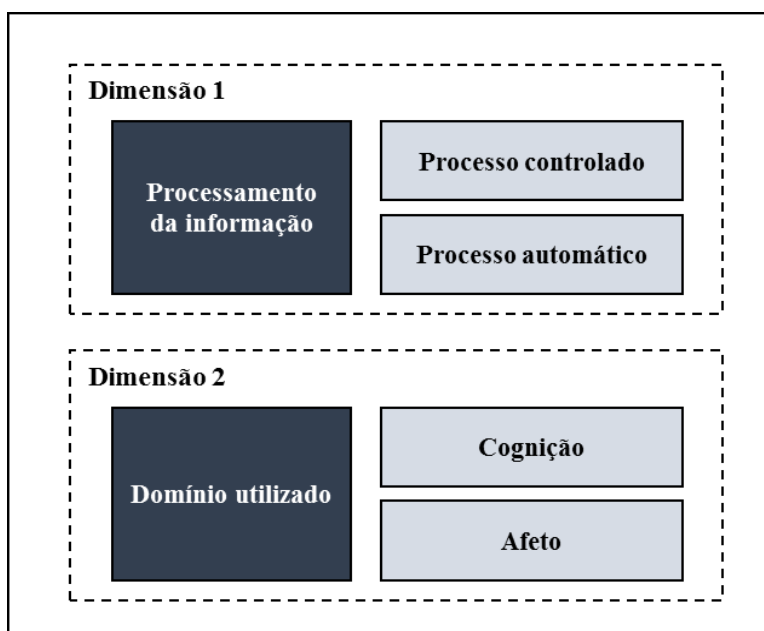 Dimensão 1
Processamento
da informação
Processo controlado
Processo automático
Dimensão 2
Domínio utilizado
Cognição
Afeto